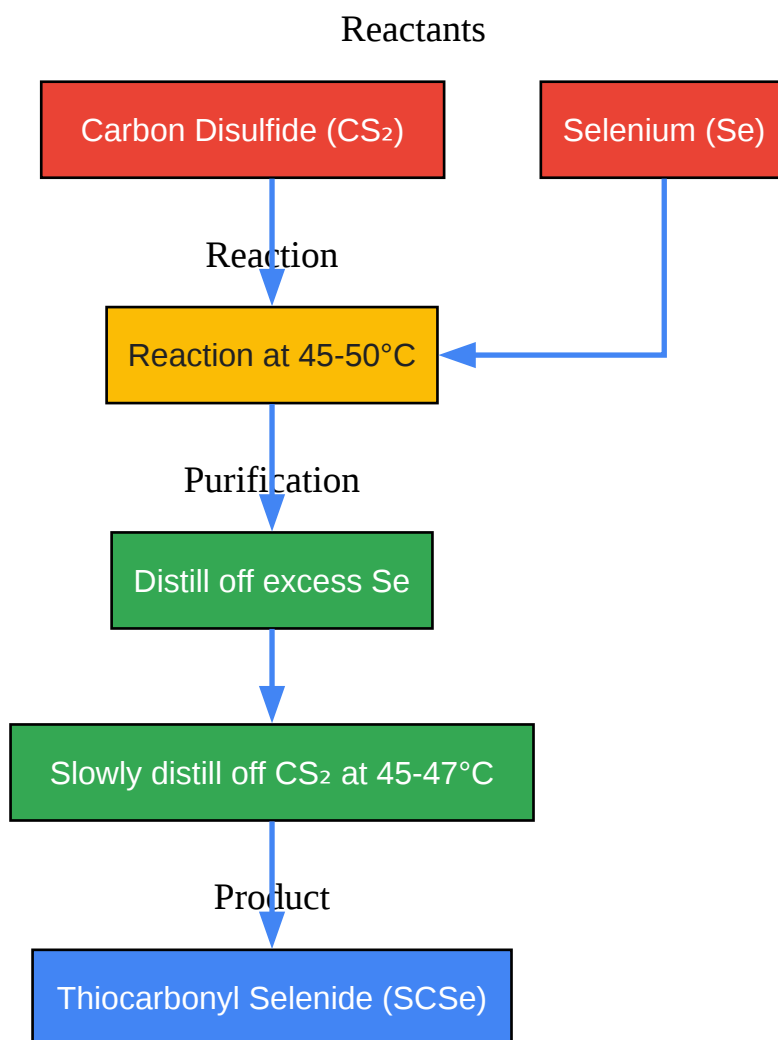 Reactants
Carbon Disulfide (CS₂)
Selenium (Se)
Reaction
Reaction at 45-50°C
Purification
Distill off excess Se
Slowly distill off CS₂ at 45-47°C
Product
Thiocarbonyl Selenide (SCSe)